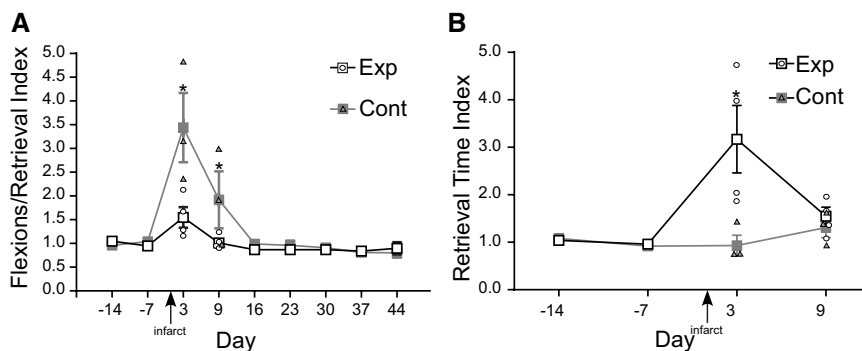 A
Flexions/Retrieval Index
5.0
4.5
4.0
3.5
3.0
2.5
2.0
1.5
1.0
0.5
0.0
*
*
Exp
Cont
-14 -7 3 9 16 23 30 37 44
infarct
Day
B
Retrieval Time Index
5.0
4.0
3.0
2.0
1.0
0.0
*
Exp
Cont
-14 -7 3 9
infarct
Day